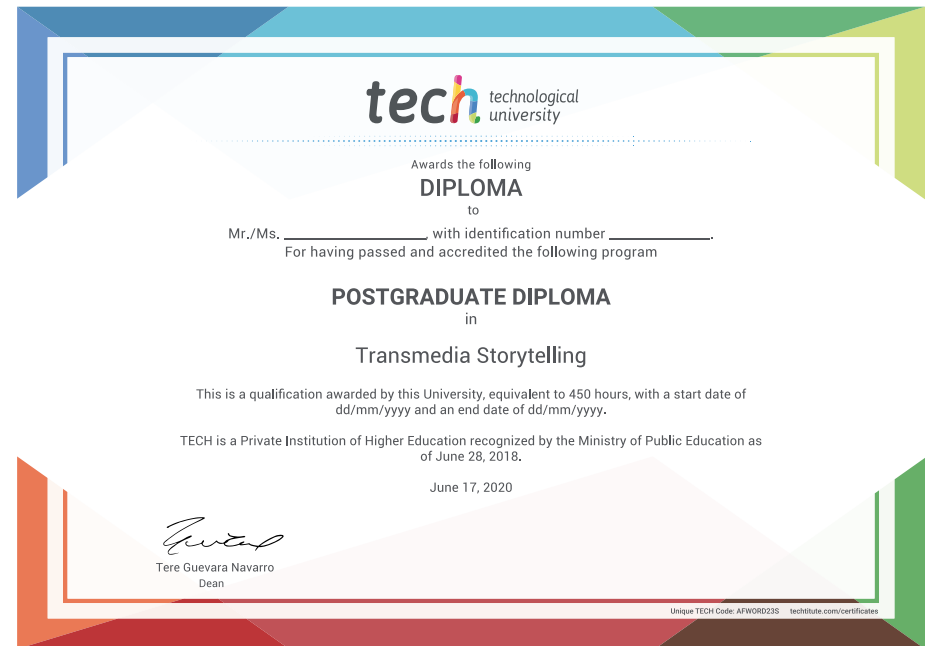 tech technological
university
Awards the following
DIPLOMA
to
Mr./Ms. ____________________, with identification number ______________.
For having passed and accredited the following program
POSTGRADUATE DIPLOMA
in
Transmedia Storytelling
This is a qualification awarded by this University, equivalent to 450 hours, with a start date of
dd/mm/yyyy and an end date of dd/mm/yyyy.
TECH is a Private Institution of Higher Education recognized by the Ministry of Public Education as
of June 28, 2018.
June 17, 2020
Tere Guevara Navarro
Dean
Unique TECH Code: AFWORD23S techtitute.com/certificates